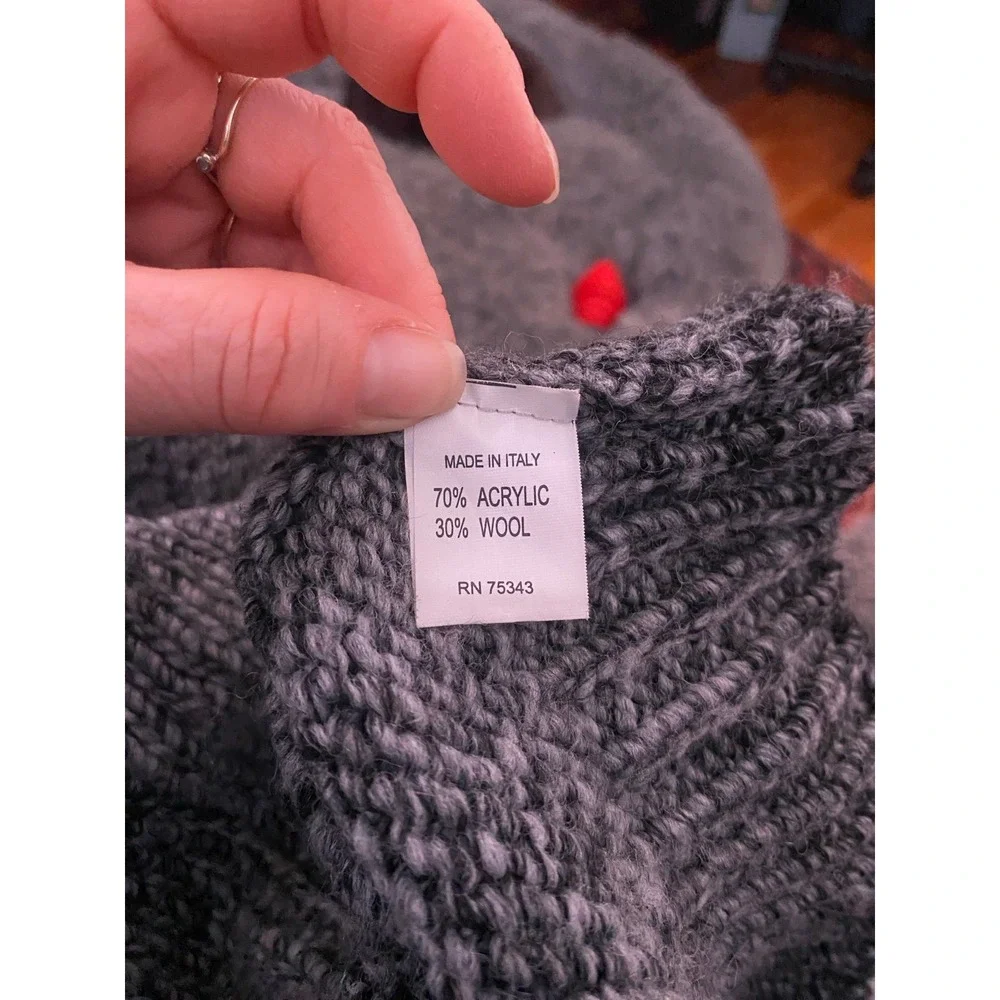 MADE IN ITALY
70% ACRYLIC
30% WOOL
RN 75343